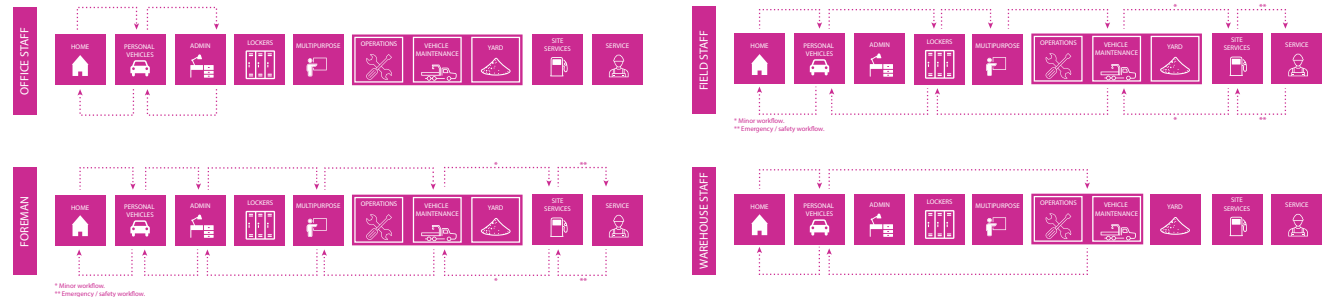 OFFICE STAFF
HOME
PERSONAL
VEHICLES
ADMIN
LOCKERS
MULTIPURPOSE
OPERATIONS
VEHICLE
MAINTENANCE
YARD
SITE
SERVICES
SERVICE
FIELD STAFF
HOME
PERSONAL
VEHICLES
ADMIN
LOCKERS
MULTIPURPOSE
OPERATIONS
VEHICLE
MAINTENANCE
YARD
SITE
SERVICES
SERVICE
*
**
*
**
* Minor workflow.
** Emergency / safety workflow.
FOREMAN
HOME
PERSONAL
VEHICLES
ADMIN
LOCKERS
MULTIPURPOSE
OPERATIONS
VEHICLE
MAINTENANCE
YARD
SITE
SERVICES
SERVICE
*
**
*
**
* Minor workflow.
** Emergency / safety workflow.
WAREHOUSE STAFF
HOME
PERSONAL
VEHICLES
ADMIN
LOCKERS
MULTIPURPOSE
OPERATIONS
VEHICLE
MAINTENANCE
YARD
SITE
SERVICES
SERVICE